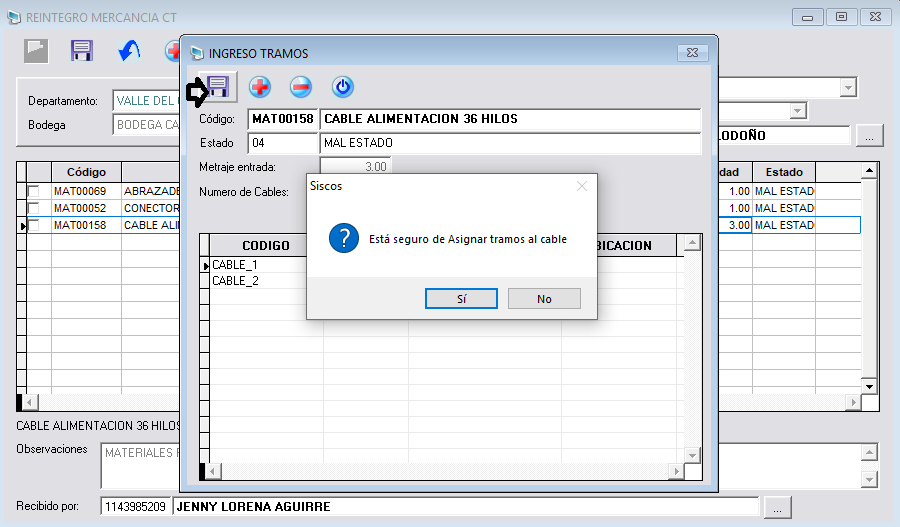 REINTEGRO MERCANCIA CT
INGRESO TRAMOS
Departamento:
VALLE DEL
Bodega
BODEGA CA
Código:
MAT00158
CABLE ALIMENTACION 36 HILOS
Estado
04
MAL ESTADO
Metraje entrada:
3.00
Numero de Cables:
LODOÑO
...
Código
dad
Estado
MAT00069
ABRAZADE
1.00
MAL ESTAD
MAT00052
CONECTOR
1.00
MAL ESTAD
MAT00158
CABLE ALI
3.00
MAL ESTAD
Siscos
Está seguro de Asignar tramos al cable
Sí
No
CODIGO
BICACION
CABLE_1
CABLE_2
CABLE ALIMENTACION 36 HILOS
Observaciones
MATERIALES
Recibido por:
1143985209
JENNY LORENA AGUIRRE
...